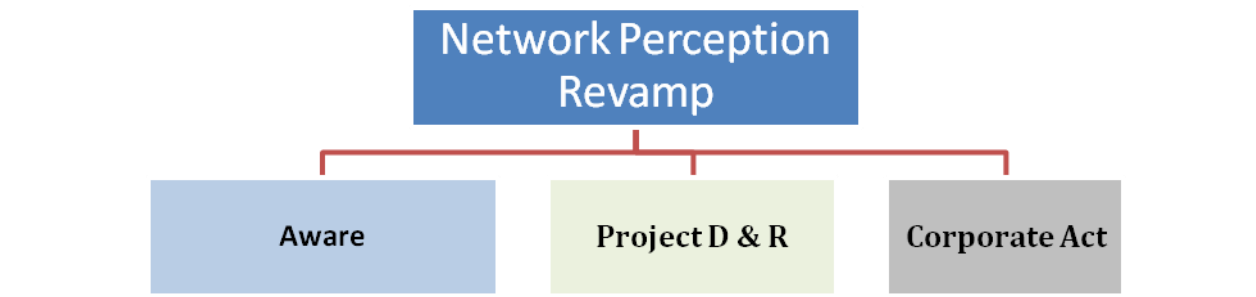 Network Perception
Revamp
Aware
Project D & R
Corporate Act